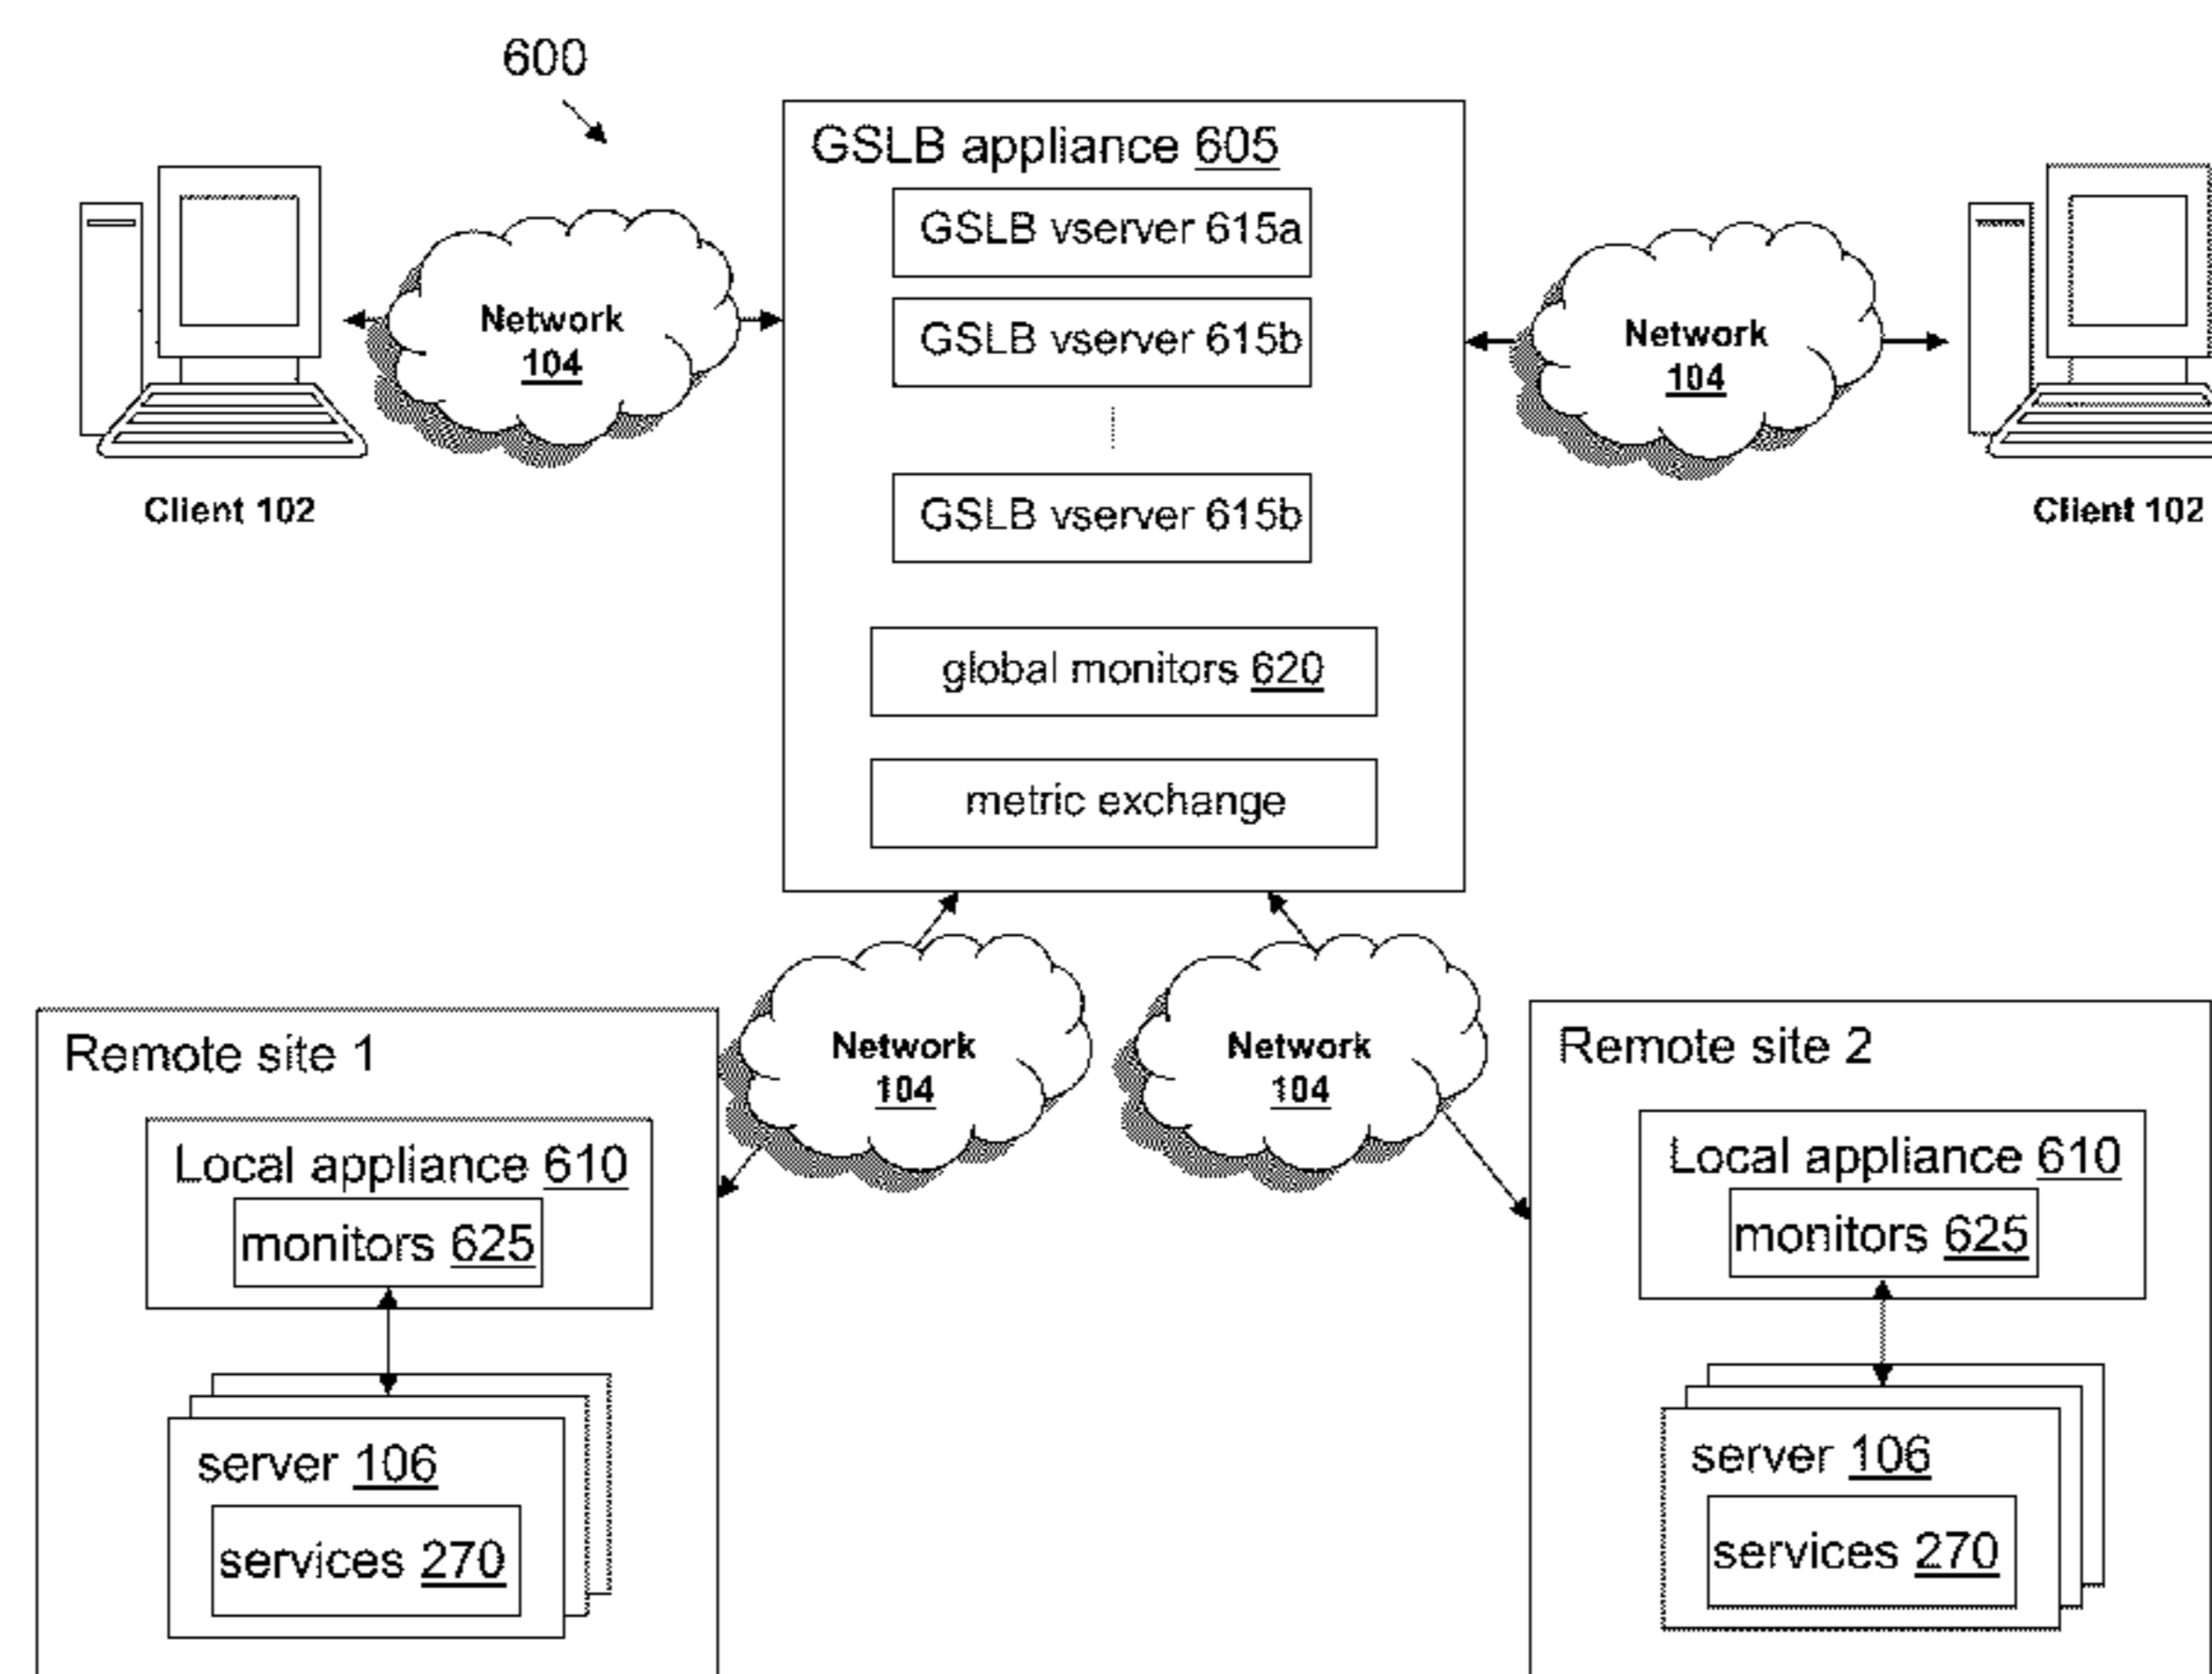 600
GSLB appliance 605
GSLB vserver 615a
GSLB vserver 615b
GSLB vserver 615b
global monitors 620
metric exchange
Network
104
Client 102
Network
104
Client 102
Network
104
Network
104
Remote site 1
Local appliance 610
monitors 625
server 106
services 270
Remote site 2
Local appliance 610
monitors 625
server 106
services 270